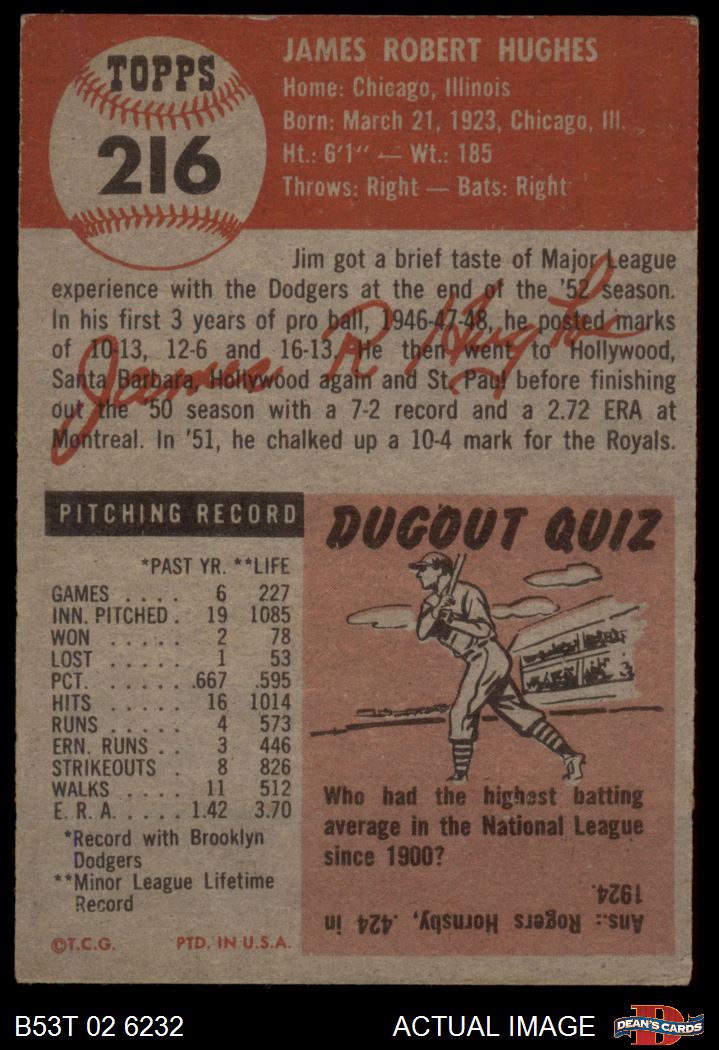 TOPPS
216
JAMES ROBERT HUGHES
Home: Chicago, Illinois
Born: March 21, 1923, Chicago, Ill.
Ht.: 6'1" — Wt.: 185
Throws: Right — Bats: Right
Jim got a brief taste of Major League
experience with the Dodgers at the end of the '52 season.
In his first 3 years of pro ball, 1946-47-48, he posted marks
of 10-13, 12-6 and 16-13. He then went to Hollywood,
Santa Barbara, Hollywood again and St. Paul before finishing
out the '50 season with a 7-2 record and a 2.72 ERA at
Montreal. In '51, he chalked up a 10-4 mark for the Royals.
James R Hughes
PITCHING RECORD
*PAST YR. **LIFE
GAMES . . . . 6 227
INN. PITCHED . 19 1085
WON . . . . . 2 78
LOST . . . . . 1 53
PCT. . . . . . .667 .595
HITS . . . . . 16 1014
RUNS . . . . . 4 573
ERN. RUNS . . 3 446
STRIKEOUTS . 8 826
WALKS . . . . 11 512
E. R. A. . . . . 1.42 3.70
*Record with Brooklyn
Dodgers
**Minor League Lifetime
Record
©T.C.G. PTD. IN U.S.A.
DUGOUT QUIZ
Who had the highest batting
average in the National League
since 1900?
Ans.: Rogers Hornsby, .424 in
1924.
B53T 02 6232
ACTUAL IMAGE
D
DEAN'S CARDS